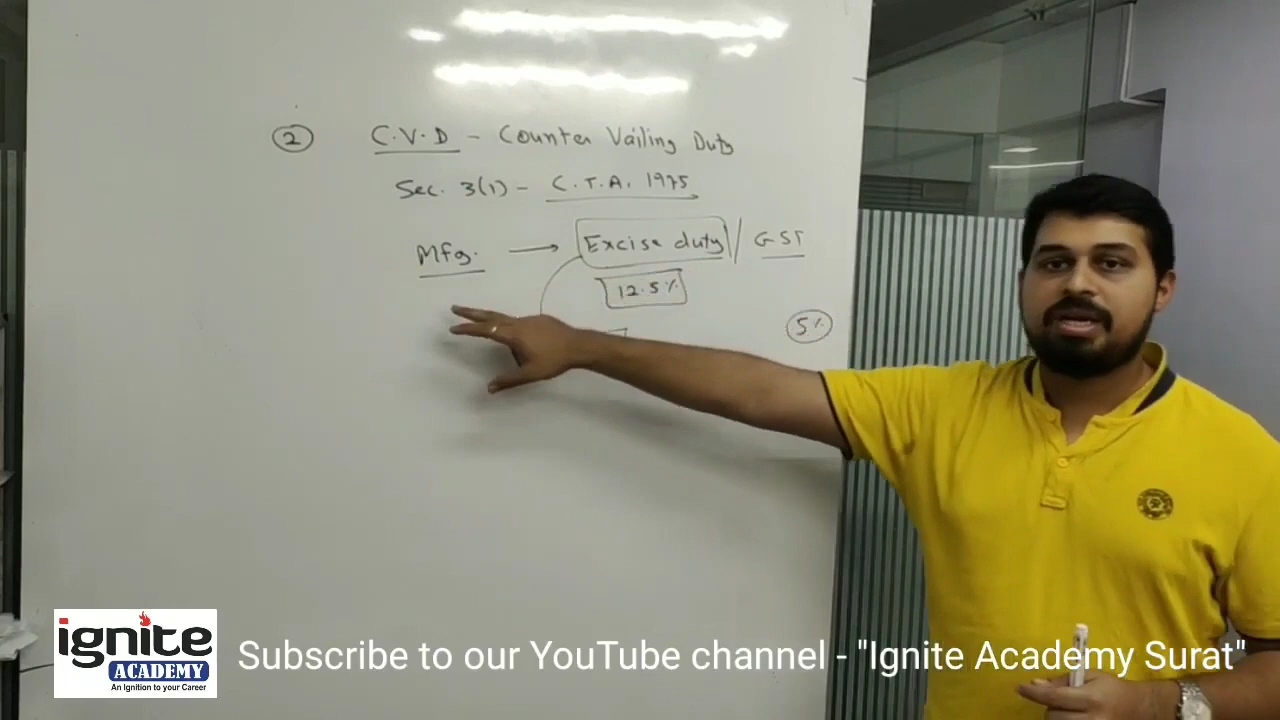 ② C.V.D - Counter Vailing Duty
Sec. 3(1) - C.T.A. 1975
Mfg. → Excise duty // GST
12.5%
5%
ignite
ACADEMY
An Ignition to your Career
Subscribe to our YouTube channel - "Ignite Academy Surat"